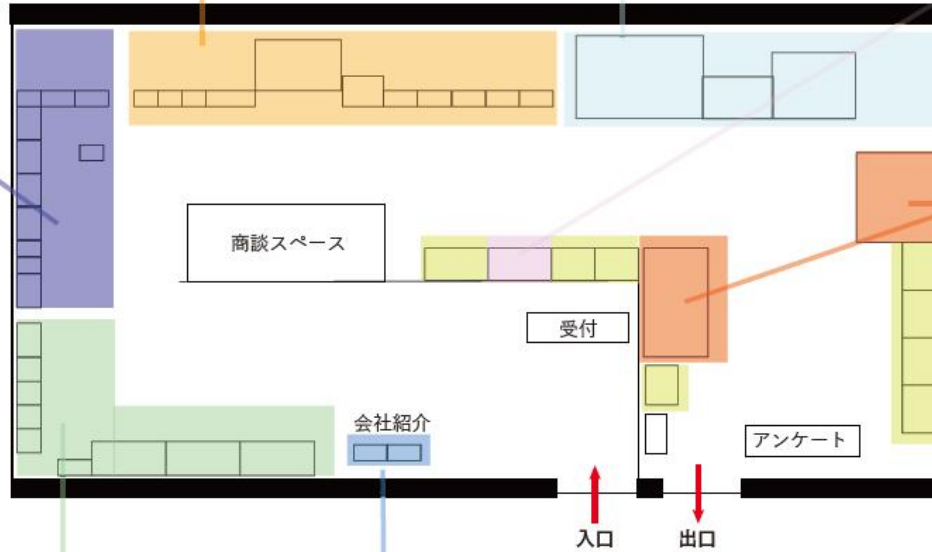 商談スペース
受付
会社紹介
アンケート
入口
出口